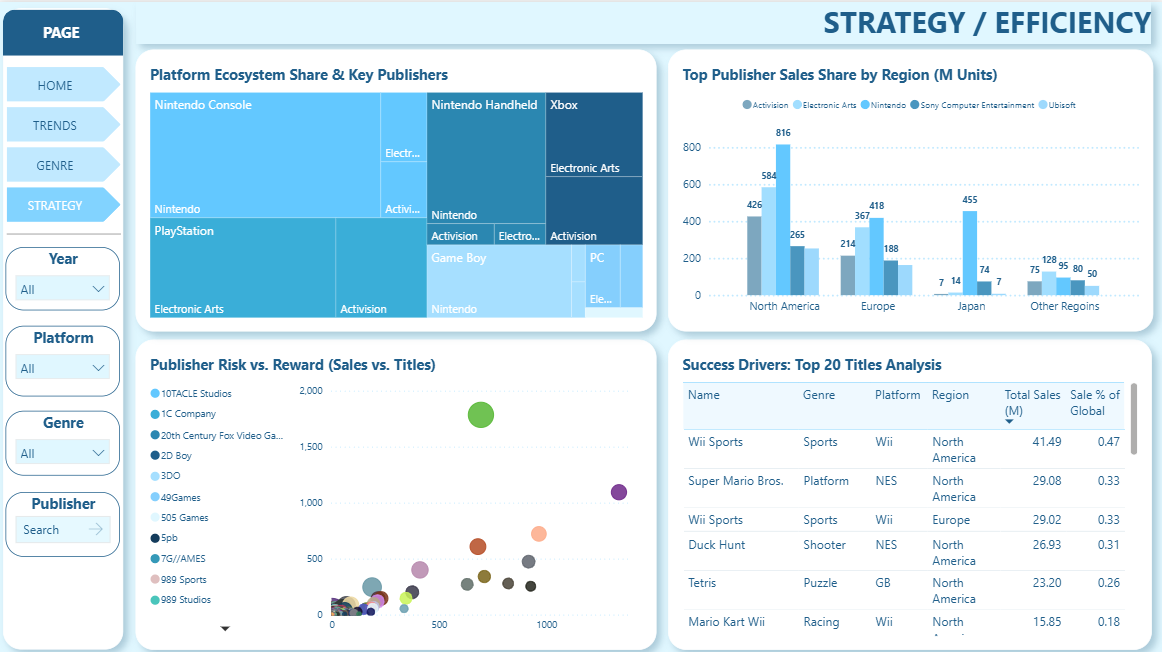 PAGE
HOME
TRENDS
GENRE
STRATEGY
Year
All
Platform
All
Genre
All
Publisher
Search
STRATEGY / EFFICIENCY
Platform Ecosystem Share & Key Publishers
Nintendo Console
Electr...
Nintendo
Activi...
Nintendo Handheld
Nintendo
Activision
Electro...
Xbox
Electronic Arts
Activision
PlayStation
Electronic Arts
Activision
Game Boy
Nintendo
PC
Ele...
Top Publisher Sales Share by Region (M Units)
Activision Electronic Arts Nintendo Sony Computer Entertainment Ubisoft
800
600
400
200
0
426 584 816 265
214 367 418 188
7 14 455 74 7
75 128 95 80 50
North America Europe Japan Other Regoins
Publisher Risk vs. Reward (Sales vs. Titles)
10TACLE Studios
1C Company
20th Century Fox Video Ga...
2D Boy
3DO
49Games
505 Games
5pb
7G//AMES
989 Sports
989 Studios
2,000
1,500
1,000
500
0
0 500 1000
Success Drivers: Top 20 Titles Analysis
Name Genre Platform Region Total Sales (M) Sale % of Global
Wii Sports Sports Wii North America 41.49 0.47
Super Mario Bros. Platform NES North America 29.08 0.33
Wii Sports Sports Wii Europe 29.02 0.33
Duck Hunt Shooter NES North America 26.93 0.31
Tetris Puzzle GB North America 23.20 0.26
Mario Kart Wii Racing Wii North 15.85 0.18